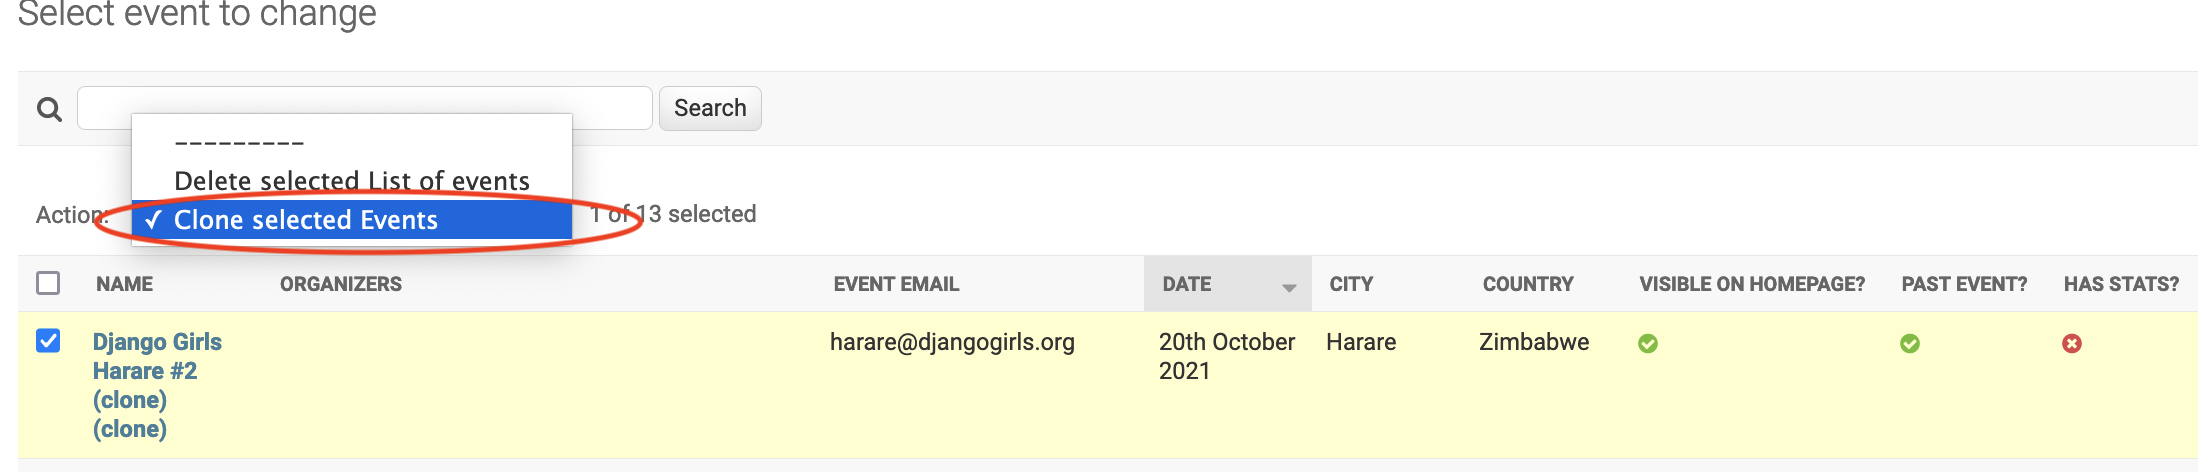 Select event to change
Search
---------
Delete selected List of events
Action:
✓ Clone selected Events
1 of 13 selected
NAME ORGANIZERS EVENT EMAIL DATE CITY COUNTRY VISIBLE ON HOMEPAGE? PAST EVENT? HAS STATS?
Django Girls harare@djangogirls.org 20th October Harare Zimbabwe
Harare #2 2021
(clone)
(clone)